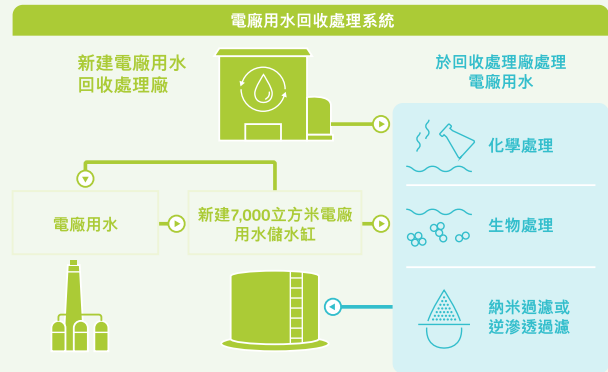 電廠用水回收處理系統
新建電廠用水
回收處理廠
於回收處理廠處理
電廠用水
化學處理
電廠用水
新建7,000立方米電廠
用水儲水缸
生物處理
納米過濾或
逆滲透過濾